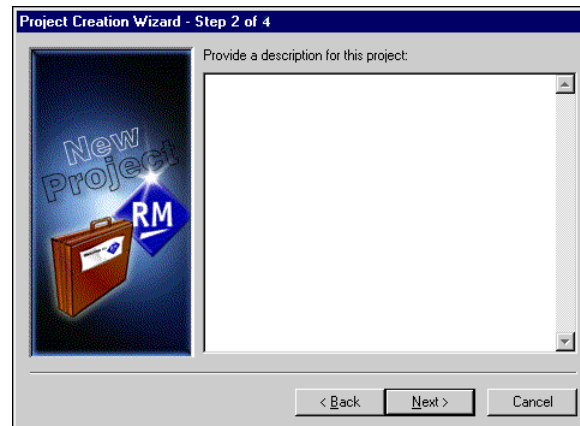 Project Creation Wizard - Step 2 of 4
Provide a description for this project:
New
Project
RM
< Back
Next >
Cancel